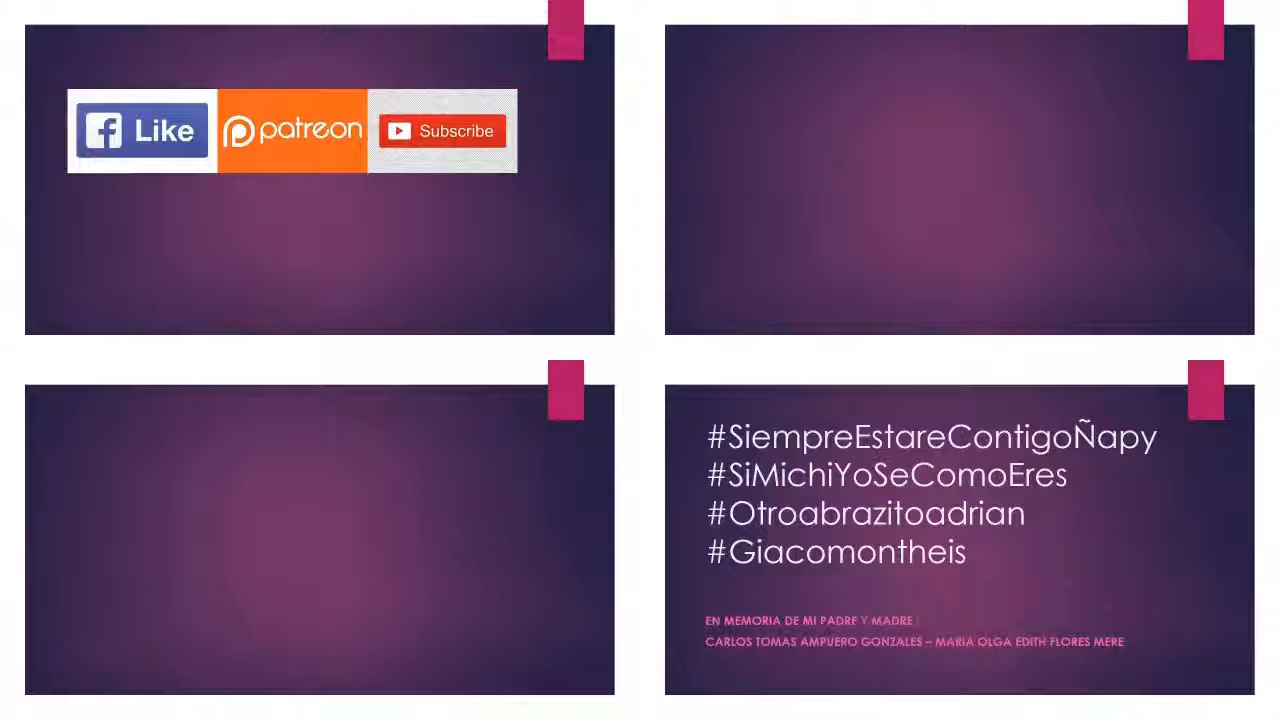 Like
patreon
Subscribe
#SiempreEstareContigoÑapy
#SiMichiYoSeComoEres
#Otroabrazitoadrian
#Giacomontheis
EN MEMORIA DE MI PADRE Y MADRE
CARLOS TOMAS AMPUERO GONZALES – MARIA OLGA EDITH FLORES MERE